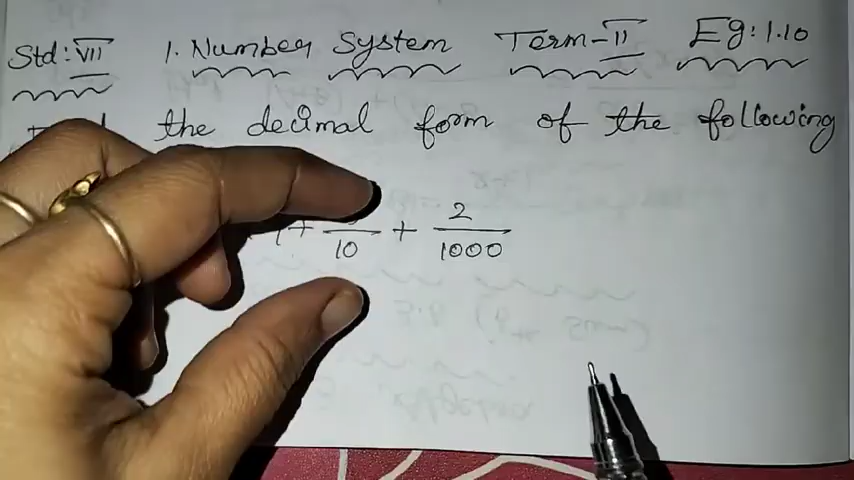 Std: VII 1. Number System Term-II Eg: 1.10
the decimal form of the following
+ /10 + 2/1000